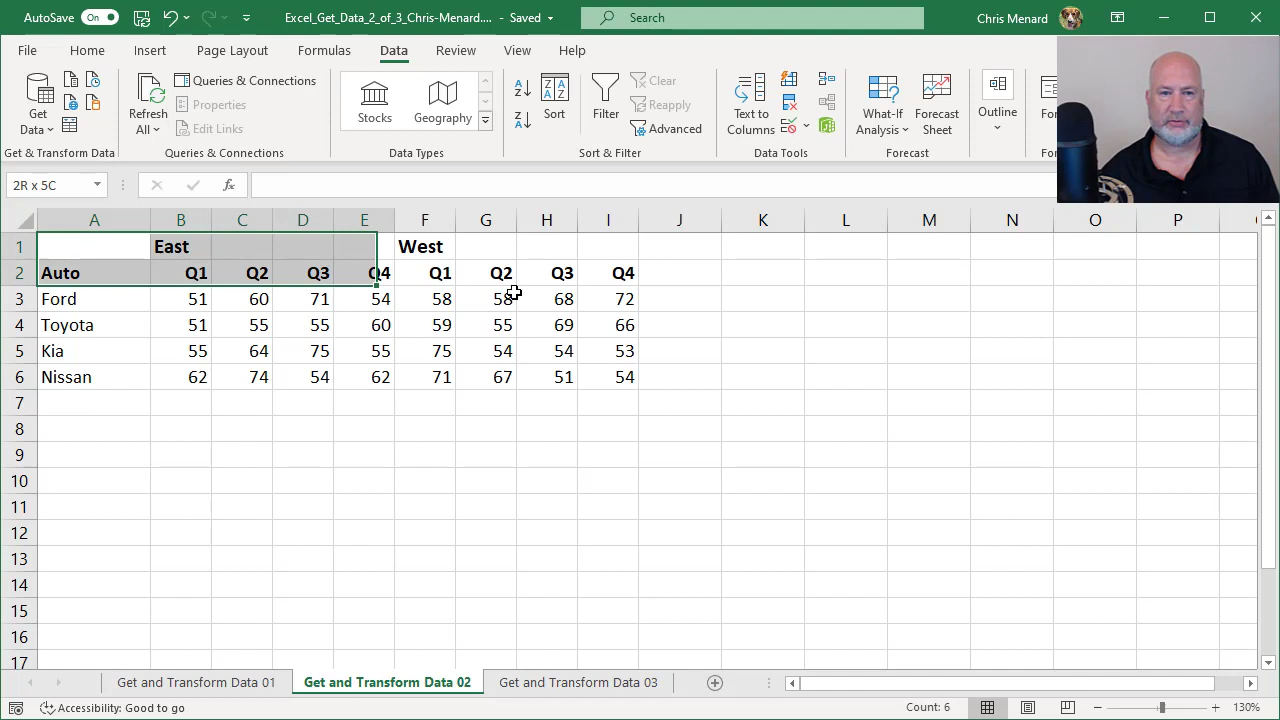 AutoSave On Excel_Get_Data_2_of_3_Chris-Menard.... - Saved Search Chris Menard
File Home Insert Page Layout Formulas Data Review View Help
Get Data
Refresh All
Queries & Connections
Properties
Edit Links
Stocks Geography
Sort Filter
Clear
Reapply
Advanced
Text to Columns
What-If Analysis
Forecast Sheet
Outline
Get & Transform Data Queries & Connections Data Types Sort & Filter Data Tools Forecast
2R x 5C fx
A B C D E F G H I J K L M N O P
1 East West
2 Auto Q1 Q2 Q3 Q4 Q1 Q2 Q3 Q4
3 Ford 51 60 71 54 58 58 68 72
4 Toyota 51 55 55 60 59 55 69 66
5 Kia 55 64 75 55 75 54 54 53
6 Nissan 62 74 54 62 71 67 51 54
7
8
9
10
11
12
13
14
15
16
17
Get and Transform Data 01 Get and Transform Data 02 Get and Transform Data 03
Accessibility: Good to go Count: 6 130%